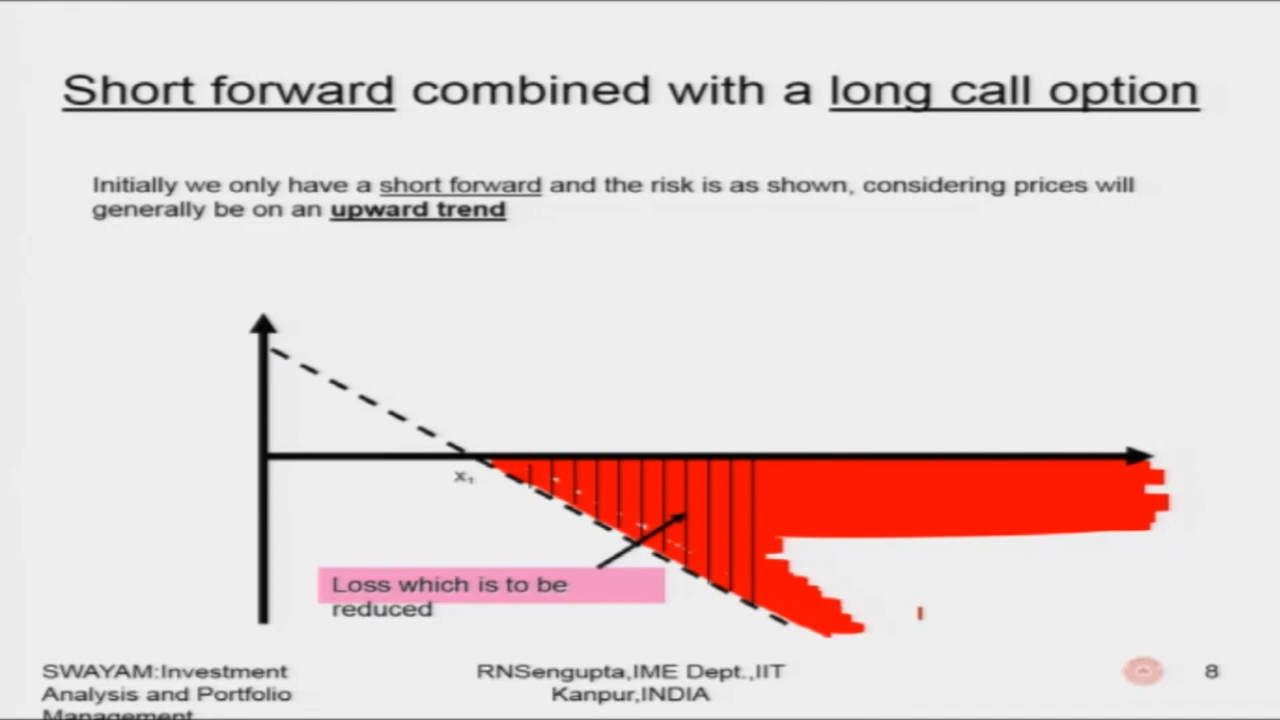 Short forward combined with a long call option
Initially we only have a short forward and the risk is as shown, considering prices will
generally be on an upward trend
x₁
Loss which is to be
reduced
SWAYAM:Investment
Analysis and Portfolio
Management
RNSengupta,IME Dept.,IIT
Kanpur,INDIA
8